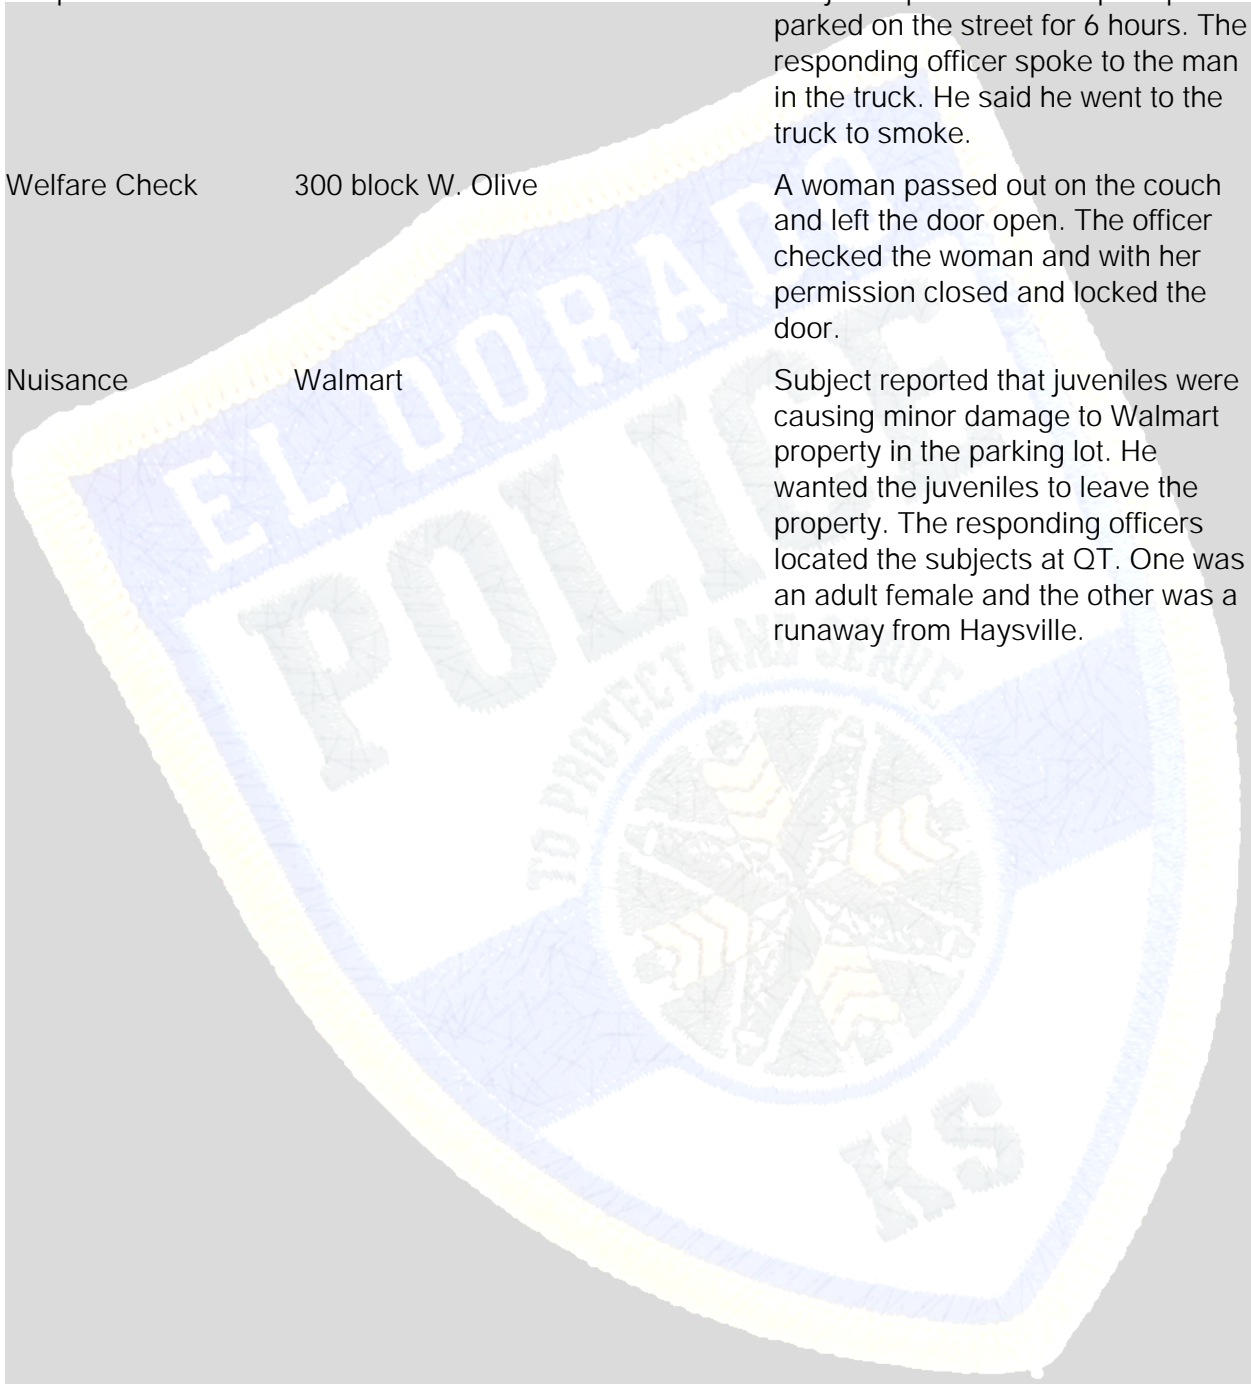 parked on the street for 6 hours. The
responding officer spoke to the man
in the truck. He said he went to the
truck to smoke.
Welfare Check 300 block W. Olive A woman passed out on the couch
and left the door open. The officer
checked the woman and with her
permission closed and locked the
door.
Nuisance Walmart Subject reported that juveniles were
causing minor damage to Walmart
property in the parking lot. He
wanted the juveniles to leave the
property. The responding officers
located the subjects at QT. One was
an adult female and the other was a
runaway from Haysville.
EL DORADO
POLICE
TO PROTECT AND SERVE
KS